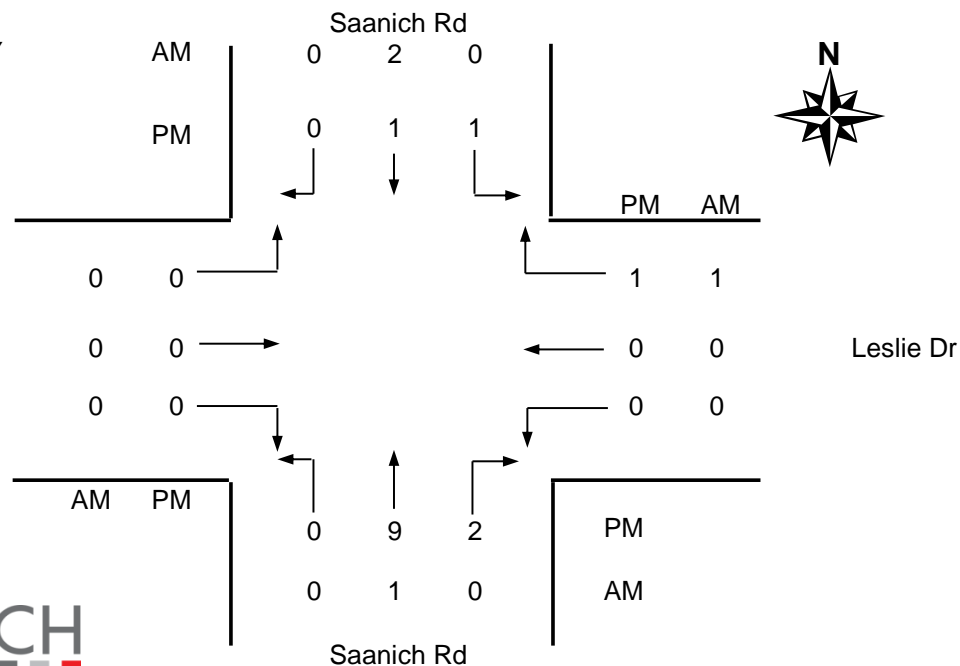 Saanich Rd
AM 0 2 0
N
PM 0 1 1
PM AM
0 0 1 1
0 0 0 0 Leslie Dr
0 0 0 0
AM PM
0 9 2 PM
0 1 0 AM
CH
Saanich Rd